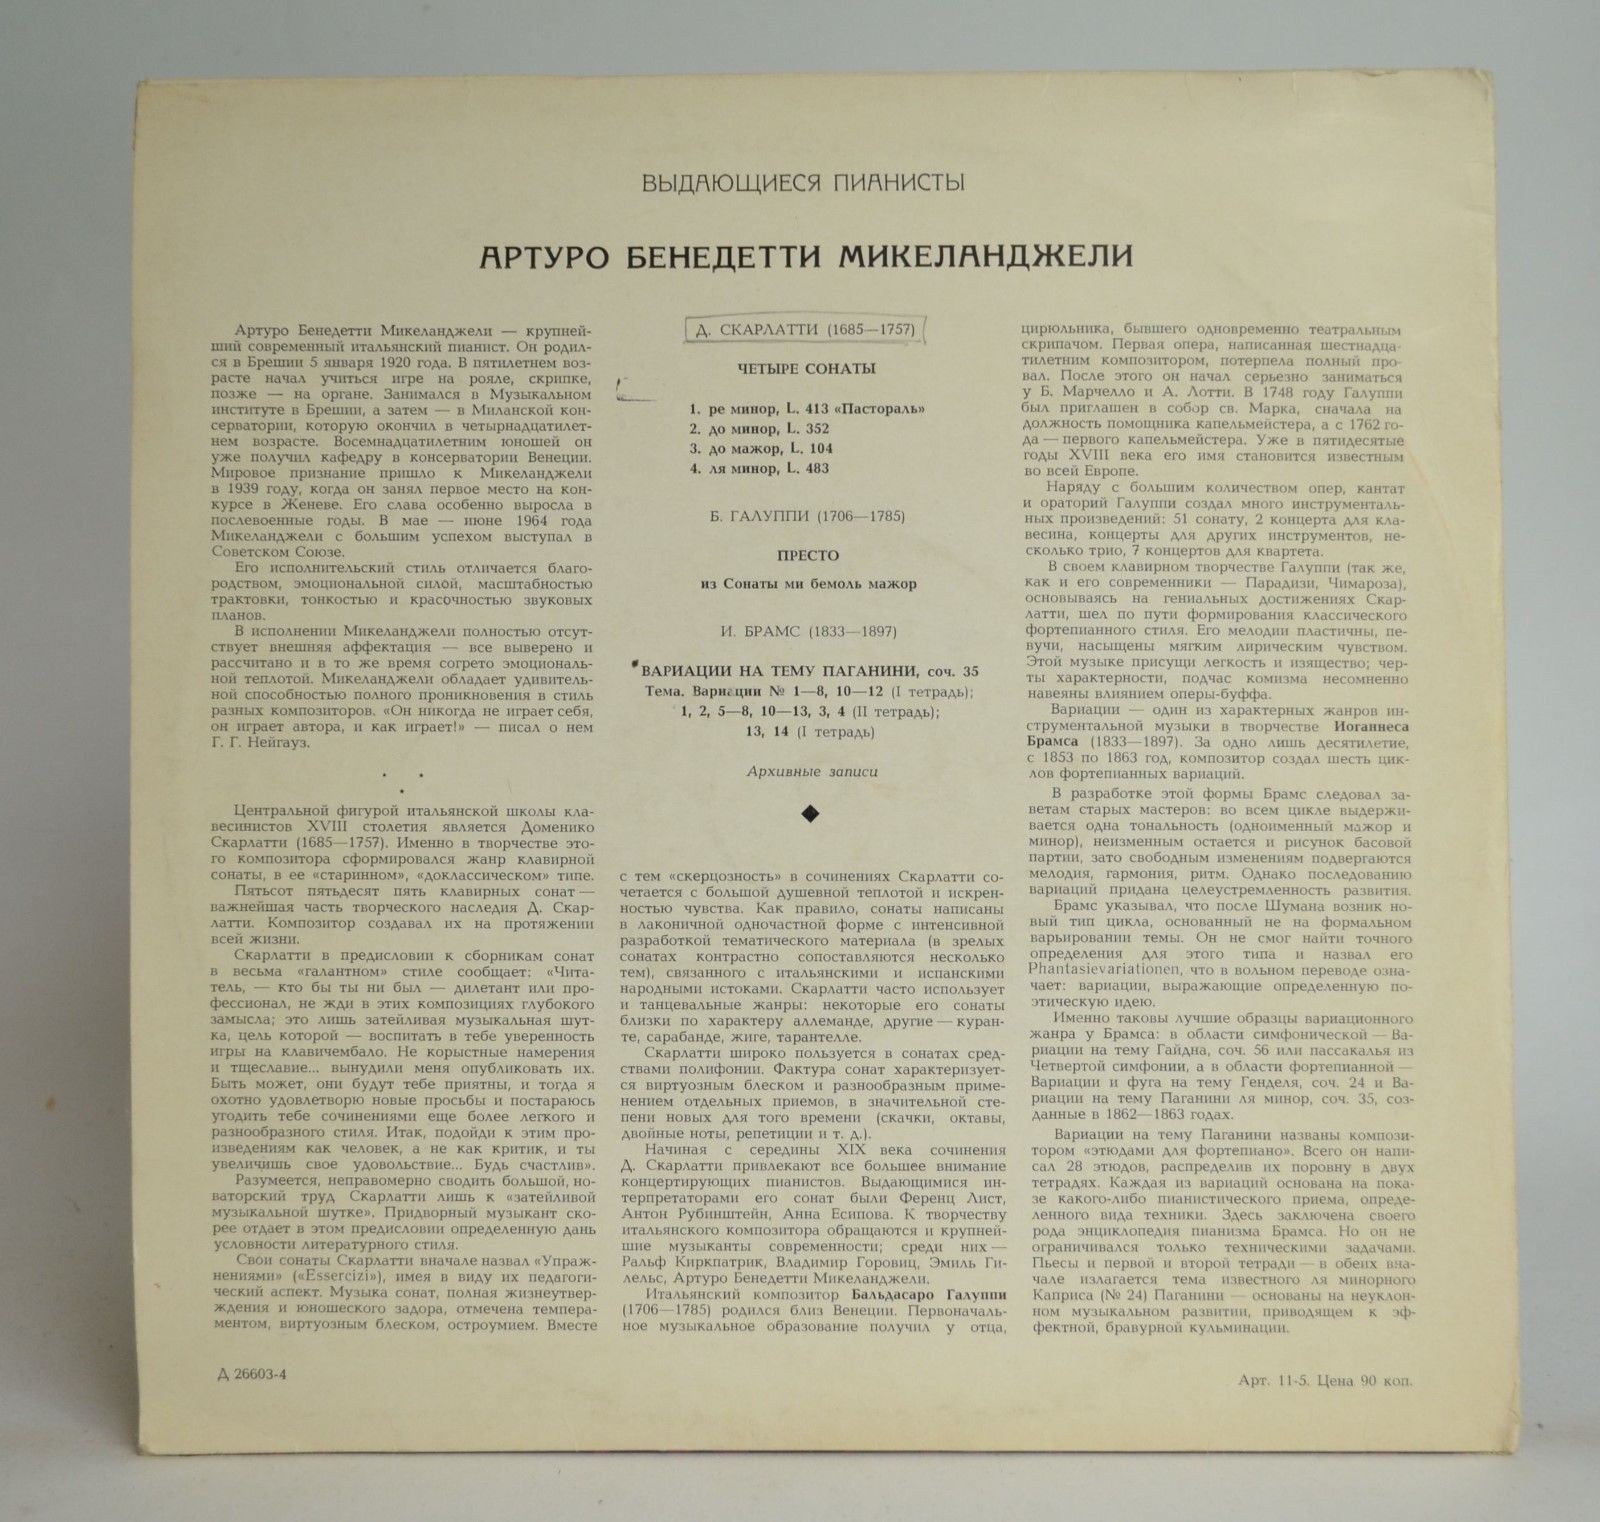 ВЫДАЮЩИЕСЯ ПИАНИСТЫ
АРТУРО БЕНЕДЕТТИ МИКЕЛАНДЖЕЛИ
Артуро Бенедетти Микеланджели — крупней-
ший современный итальянский пианист. Он родил-
ся в Брешии 5 января 1920 года. В пятилетнем воз-
расте начал учиться игре на рояле, скрипке,
позже — на органе. Занимался в Музыкальном
институте в Брешии, а затем — в Миланской кон-
серватории, которую окончил в четырнадцатилет-
нем возрасте. Восемнадцатилетним юношей он
уже получил кафедру в консерватории Венеции.
Мировое признание пришло к Микеланджели
в 1939 году, когда он занял первое место на кон-
курсе в Женеве. Его слава особенно выросла в
послевоенные годы. В мае — июне 1964 года
Микеланджели с большим успехом выступал в
Советском Союзе.
Его исполнительский стиль отличается благо-
родством, эмоциональной силой, масштабностью
трактовки, тонкостью и красочностью звуковых
планов.
В исполнении Микеланджели полностью отсут-
ствует внешняя аффектация — все выверено и
рассчитано и в то же время согрето эмоциональ-
ной теплотой. Микеланджели обладает удивитель-
ной способностью полного проникновения в стиль
разных композиторов. «Он никогда не играет себя,
он играет автора, и как играет!» — писал о нем
Г. Г. Нейгауз.
Центральной фигурой итальянской школы кла-
весинистов XVIII столетия является Доменико
Скарлатти (1685—1757). Именно в творчестве это-
го композитора сформировался жанр клавирной
сонаты, в ее «старинном», «доклассическом» типе.
Пятьсот пятьдесят пять клавирных сонат —
важнейшая часть творческого наследия Д. Скар-
латти. Композитор создавал их на протяжении
всей жизни.
Скарлатти в предисловии к сборникам сонат
в весьма «галантном» стиле сообщает: «Чита-
тель, — кто бы ты ни был — дилетант или про-
фессионал, не жди в этих композициях глубокого
замысла; это лишь затейливая музыкальная шут-
ка, цель которой — воспитать в тебе уверенность
игры на клавичембало. Не корыстные намерения
и тщеславие... вынудили меня опубликовать их.
Быть может, они будут тебе приятны, и тогда я
охотно удовлетворю новые просьбы и постараюсь
угодить тебе сочинениями еще более легкого и
разнообразного стиля. Итак, подойди к этим про-
изведениям как человек, а не как критик, и ты
увеличишь свое удовольствие... Будь счастлив».
Разумеется, неправомерно сводить большой, но-
ваторский труд Скарлатти лишь к «затейливой
музыкальной шутке». Придворный музыкант ско-
рее отдает в этом предисловии определенную дань
условности литературного стиля.
Свои сонаты Скарлатти вначале назвал «Упраж-
нениями» («Essercizi»), имея в виду их педагоги-
ческий аспект. Музыка сонат, полная жизнеутвер-
ждения и юношеского задора, отмечена темпера-
ментом, виртуозным блеском, остроумием. Вместе
Д. СКАРЛАТТИ (1685—1757)
ЧЕТЫРЕ СОНАТЫ
1. ре минор, L. 413 «Пастораль»
2. до минор, L. 352
3. до мажор, L. 104
4. ля минор, L. 483
Б. ГАЛУППИ (1706—1785)
ПРЕСТО
из Сонаты ми бемоль мажор
И. БРАМС (1833—1897)
ВАРИАЦИИ НА ТЕМУ ПАГАНИНИ, соч. 35
Тема. Вариации № 1—8, 10—12 (I тетрадь);
1, 2, 5—8, 10—13, 3, 4 (II тетрадь);
13, 14 (I тетрадь)
Архивные записи
с тем «скерцозность» в сочинениях Скарлатти со-
четается с большой душевной теплотой и искрен-
ностью чувства. Как правило, сонаты написаны
в лаконичной одночастной форме с интенсивной
разработкой тематического материала (в зрелых
сонатах контрастно сопоставляются несколько
тем), связанного с итальянскими и испанскими
народными истоками. Скарлатти часто использует
и танцевальные жанры: некоторые его сонаты
близки по характеру аллеманде, другие — куран-
те, сарабанде, жиге, тарантелле.
Скарлатти широко пользуется в сонатах сред-
ствами полифонии. Фактура сонат характеризует-
ся виртуозным блеском и разнообразным приме-
нением отдельных приемов, в значительной сте-
пени новых для того времени (скачки, октавы,
двойные ноты, репетиции и т. д.).
Начиная с середины XIX века сочинения
Д. Скарлатти привлекают все большее внимание
концертирующих пианистов. Выдающимися ин-
терпретаторами его сонат были Ференц Лист,
Антон Рубинштейн, Анна Есипова. К творчеству
итальянского композитора обращаются и крупней-
шие музыканты современности; среди них —
Ральф Киркпатрик, Владимир Горовиц, Эмиль Ги-
лельс, Артуро Бенедетти Микеланджели.
Итальянский композитор Бальдасаро Галуппи
(1706—1785) родился близ Венеции. Первоначаль-
ное музыкальное образование получил у отца,
цирюльника, бывшего одновременно театральным
скрипачом. Первая опера, написанная шестнадца-
тилетним композитором, потерпела полный про-
вал. После этого он начал серьезно заниматься
у Б. Марчелло и А. Лотти. В 1748 году Галуппи
был приглашен в собор св. Марка, сначала на
должность помощника капельмейстера, а с 1762 го-
да — первого капельмейстера. Уже в пятидесятые
годы XVIII века его имя становится известным
во всей Европе.
Наряду с большим количеством опер, кантат
и ораторий Галуппи создал много инструменталь-
ных произведений: 51 сонату, 2 концерта для кла-
весина, концерты для других инструментов, не-
сколько трио, 7 концертов для квартета.
В своем клавирном творчестве Галуппи (так же,
как и его современники — Парадизи, Чимароза),
основываясь на гениальных достижениях Скар-
латти, шел по пути формирования классического
фортепианного стиля. Его мелодии пластичны, пе-
вучи, насыщены мягким лирическим чувством.
Этой музыке присущи легкость и изящество; чер-
ты характерности, подчас комизма несомненно
навеяны влиянием оперы-буффа.
Вариации — один из характерных жанров ин-
струментальной музыки в творчестве Иоганнеса
Брамса (1833—1897). За одно лишь десятилетие,
с 1853 по 1863 год, композитор создал шесть цик-
лов фортепианных вариаций.
В разработке этой формы Брамс следовал за-
ветам старых мастеров: во всем цикле выдержи-
вается одна тональность (одноименный мажор и
минор), неизменным остается и рисунок басовой
партии, зато свободным изменениям подвергаются
мелодия, гармония, ритм. Однако последованию
вариаций придана целеустремленность развития.
Брамс указывал, что после Шумана возник но-
вый тип цикла, основанный не на формальном
варьировании темы. Он не смог найти точного
определения для этого типа и назвал его
Phantasievariationen, что в вольном переводе озна-
чает: вариации, выражающие определенную по-
этическую идею.
Именно таковы лучшие образцы вариационного
жанра у Брамса: в области симфонической — Ва-
риации на тему Гайдна, соч. 56 или пассакалья из
Четвертой симфонии, а в области фортепианной —
Вариации и фуга на тему Генделя, соч. 24 и Ва-
риации на тему Паганини ля минор, соч. 35, соз-
данные в 1862—1863 годах.
Вариации на тему Паганини названы компози-
тором «этюдами для фортепиано». Всего он напи-
сал 28 этюдов, распределив их поровну в двух
тетрадях. Каждая из вариаций основана на пока-
зе какого-либо пианистического приема, опреде-
ленного вида техники. Здесь заключена своего
рода энциклопедия пианизма Брамса. Но он не
ограничивался только техническими задачами.
Пьесы и первой и второй тетради — в обеих вна-
чале излагается тема известного ля минорного
Каприса (№ 24) Паганини — основаны на неуклон-
ном музыкальном развитии, приводящем к эф-
фектной, бравурной кульминации.
Д 26603-4
Арт. 11-5. Цена 90 коп.